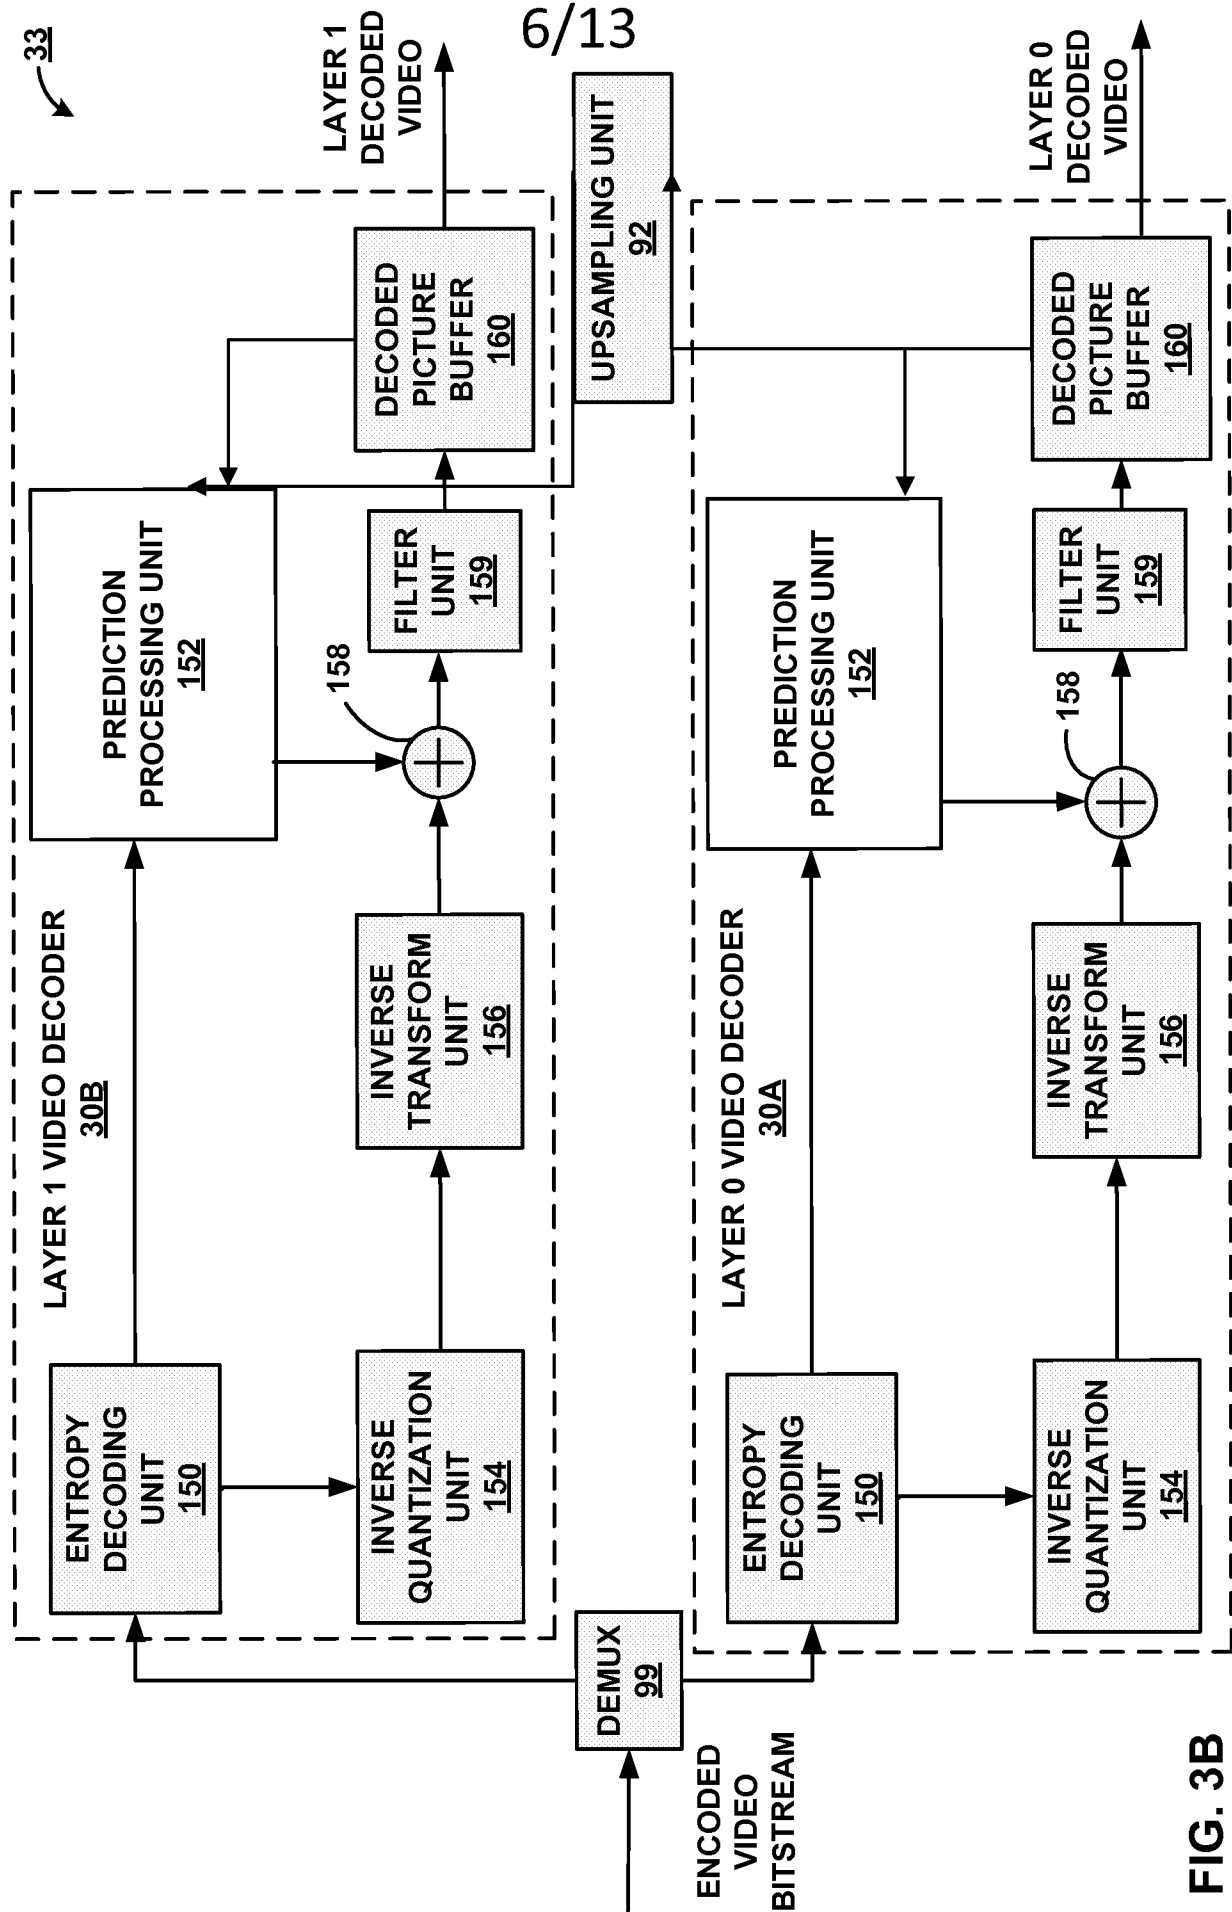 6/13
33
LAYER 1 VIDEO DECODER
30B
ENTROPY
DECODING
UNIT
150
PREDICTION
PROCESSING UNIT
152
INVERSE
QUANTIZATION
UNIT
154
INVERSE
TRANSFORM
UNIT
156
158
FILTER
UNIT
159
DECODED
PICTURE
BUFFER
160
LAYER 1
DECODED
VIDEO
ENCODED
VIDEO
BITSTREAM
DEMUX
99
UPSAMPLING UNIT
92
LAYER 0 VIDEO DECODER
30A
ENTROPY
DECODING
UNIT
150
PREDICTION
PROCESSING UNIT
152
INVERSE
QUANTIZATION
UNIT
154
INVERSE
TRANSFORM
UNIT
156
158
FILTER
UNIT
159
DECODED
PICTURE
BUFFER
160
LAYER 0
DECODED
VIDEO
FIG. 3B